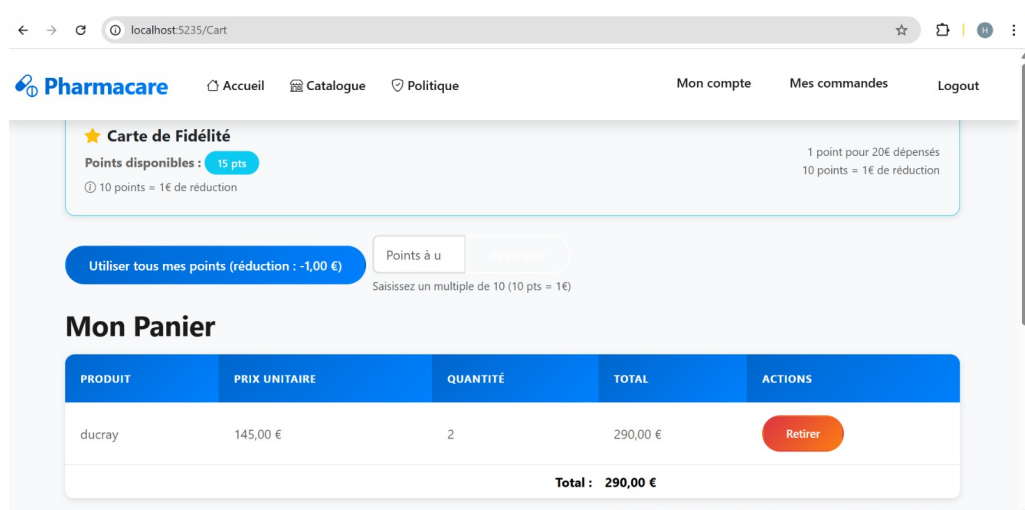 localhost:5235/Cart
H
Pharmacare Accueil Catalogue Politique Mon compte Mes commandes Logout
Carte de Fidélité
Points disponibles : 15 pts
10 points = 1€ de réduction
1 point pour 20€ dépensés
10 points = 1€ de réduction
Utiliser tous mes points (réduction : -1,00 €)
Points à u
Saisissez un multiple de 10 (10 pts = 1€)
Mon Panier
PRODUIT PRIX UNITAIRE QUANTITÉ TOTAL ACTIONS
ducray 145,00 € 2 290,00 € Retirer
Total : 290,00 €